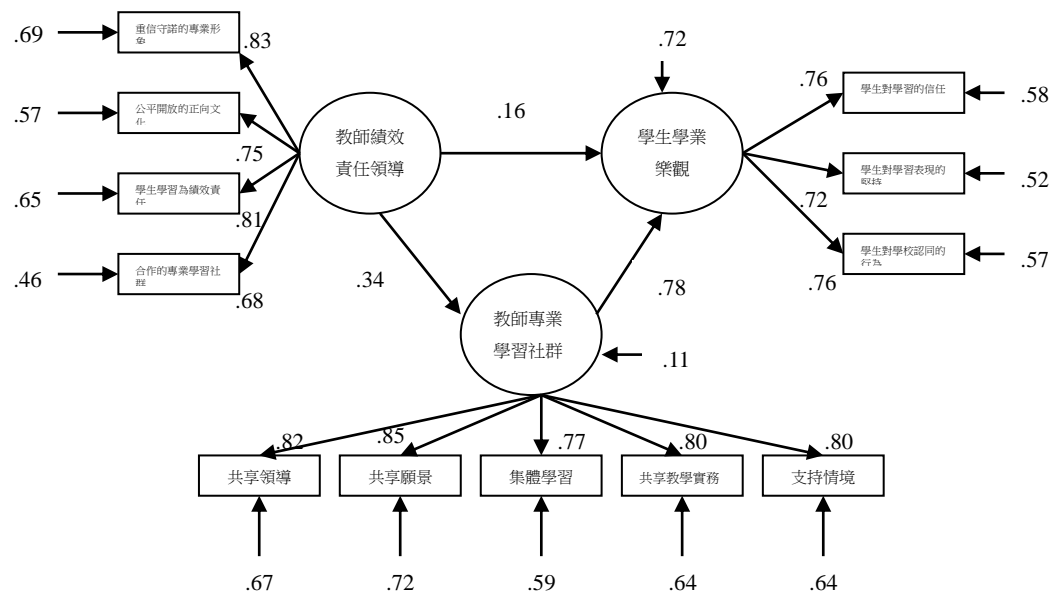 .69
重信守諾的專業形
.83
.57
公平開放的正向文
.75
.65
學生學習為績效責
任
.81
.46
合作的專業學習社
群
.68
教師績效
責任領導
.16
.34
.72
學生學業
樂觀
.78
教師專業
學習社群
.11
.76
學生對學習的信任
.58
學生對學習表現的
堅持
.52
.72
學生對學校認同的
行為
.57
.76
.82
.85
.77
.80
.80
共享領導
共享願景
集體學習
共享教學實務
支持情境
.67
.72
.59
.64
.64